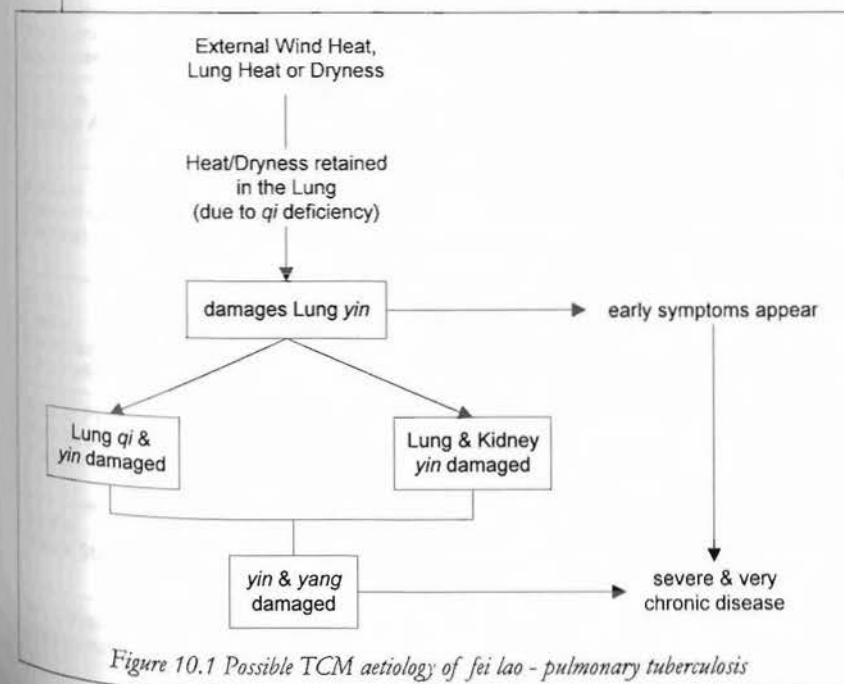 External Wind Heat,
Lung Heat or Dryness
Heat/Dryness retained
in the Lung
(due to qi deficiency)
damages Lung yin
early symptoms appear
Lung qi &
yin damaged
Lung & Kidney
yin damaged
yin & yang
damaged
severe & very
chronic disease
Figure 10.1 Possible TCM aetiology of fei lao - pulmonary tuberculosis